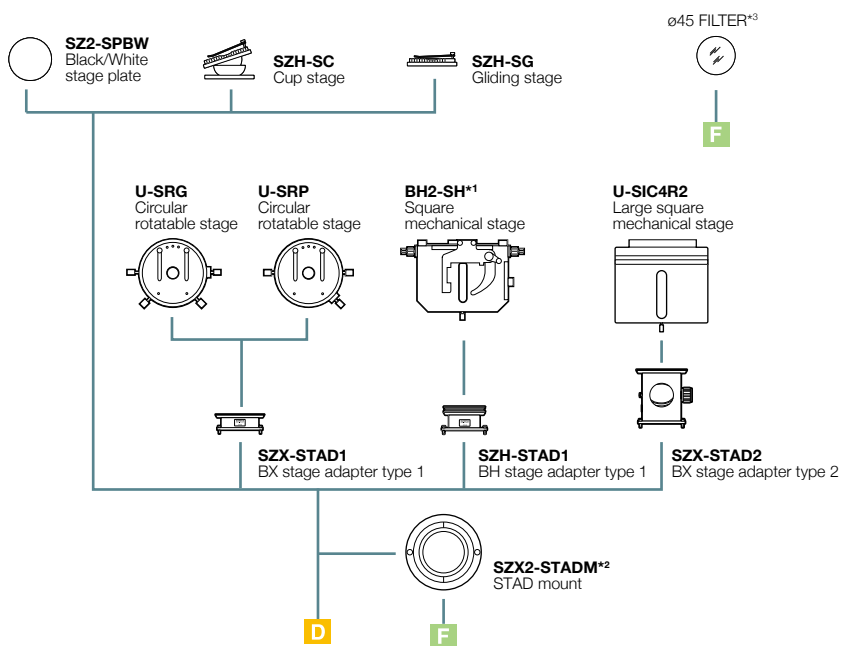 SZ2-SPBW
Black/White
stage plate
SZH-SC
Cup stage
SZH-SG
Gliding stage
ø45 FILTER*3
F
U-SRG
Circular
rotatable stage
U-SRP
Circular
rotatable stage
BH2-SH*1
Square
mechanical stage
U-SIC4R2
Large square
mechanical stage
SZX-STAD1
BX stage adapter type 1
SZH-STAD1
BH stage adapter type 1
SZX-STAD2
BX stage adapter type 2
SZX2-STADM*2
STAD mount
D
F